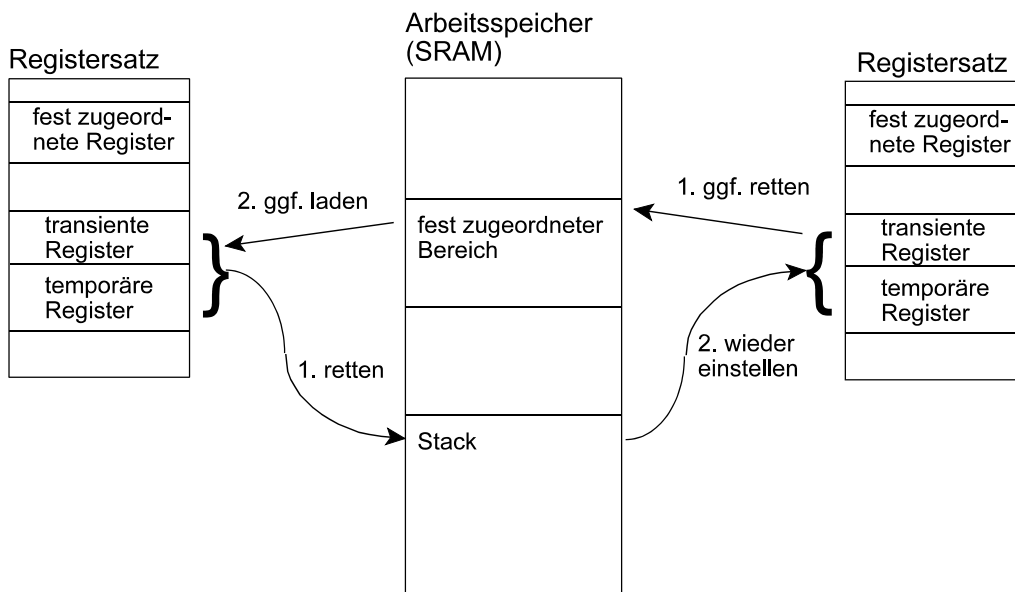 Registersatz
fest zugeord-
nete Register
transiente
Register
temporäre
Register
2. ggf. laden
1. retten
Arbeitsspeicher
(SRAM)
fest zugeordneter
Bereich
Stack
1. ggf. retten
2. wieder
einstellen
Registersatz
fest zugeord-
nete Register
transiente
Register
temporäre
Register